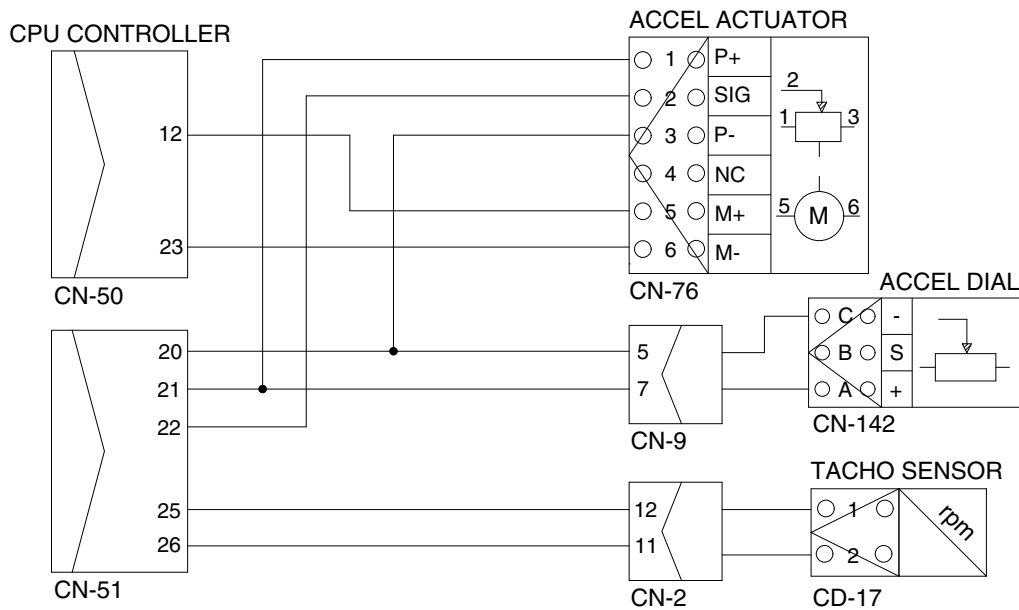 ACCEL ACTUATOR
CPU CONTROLLER
1 P+
2 SIG
2
12
3 P-
1 3
4 NC
5 M+
5 M 6
23
6 M-
CN-50
CN-76
ACCEL DIAL
C -
20
5
B S
21
7
A +
22
CN-9
CN-142
TACHO SENSOR
25
12
1
rpm
26
11
2
CN-51
CN-2
CD-17